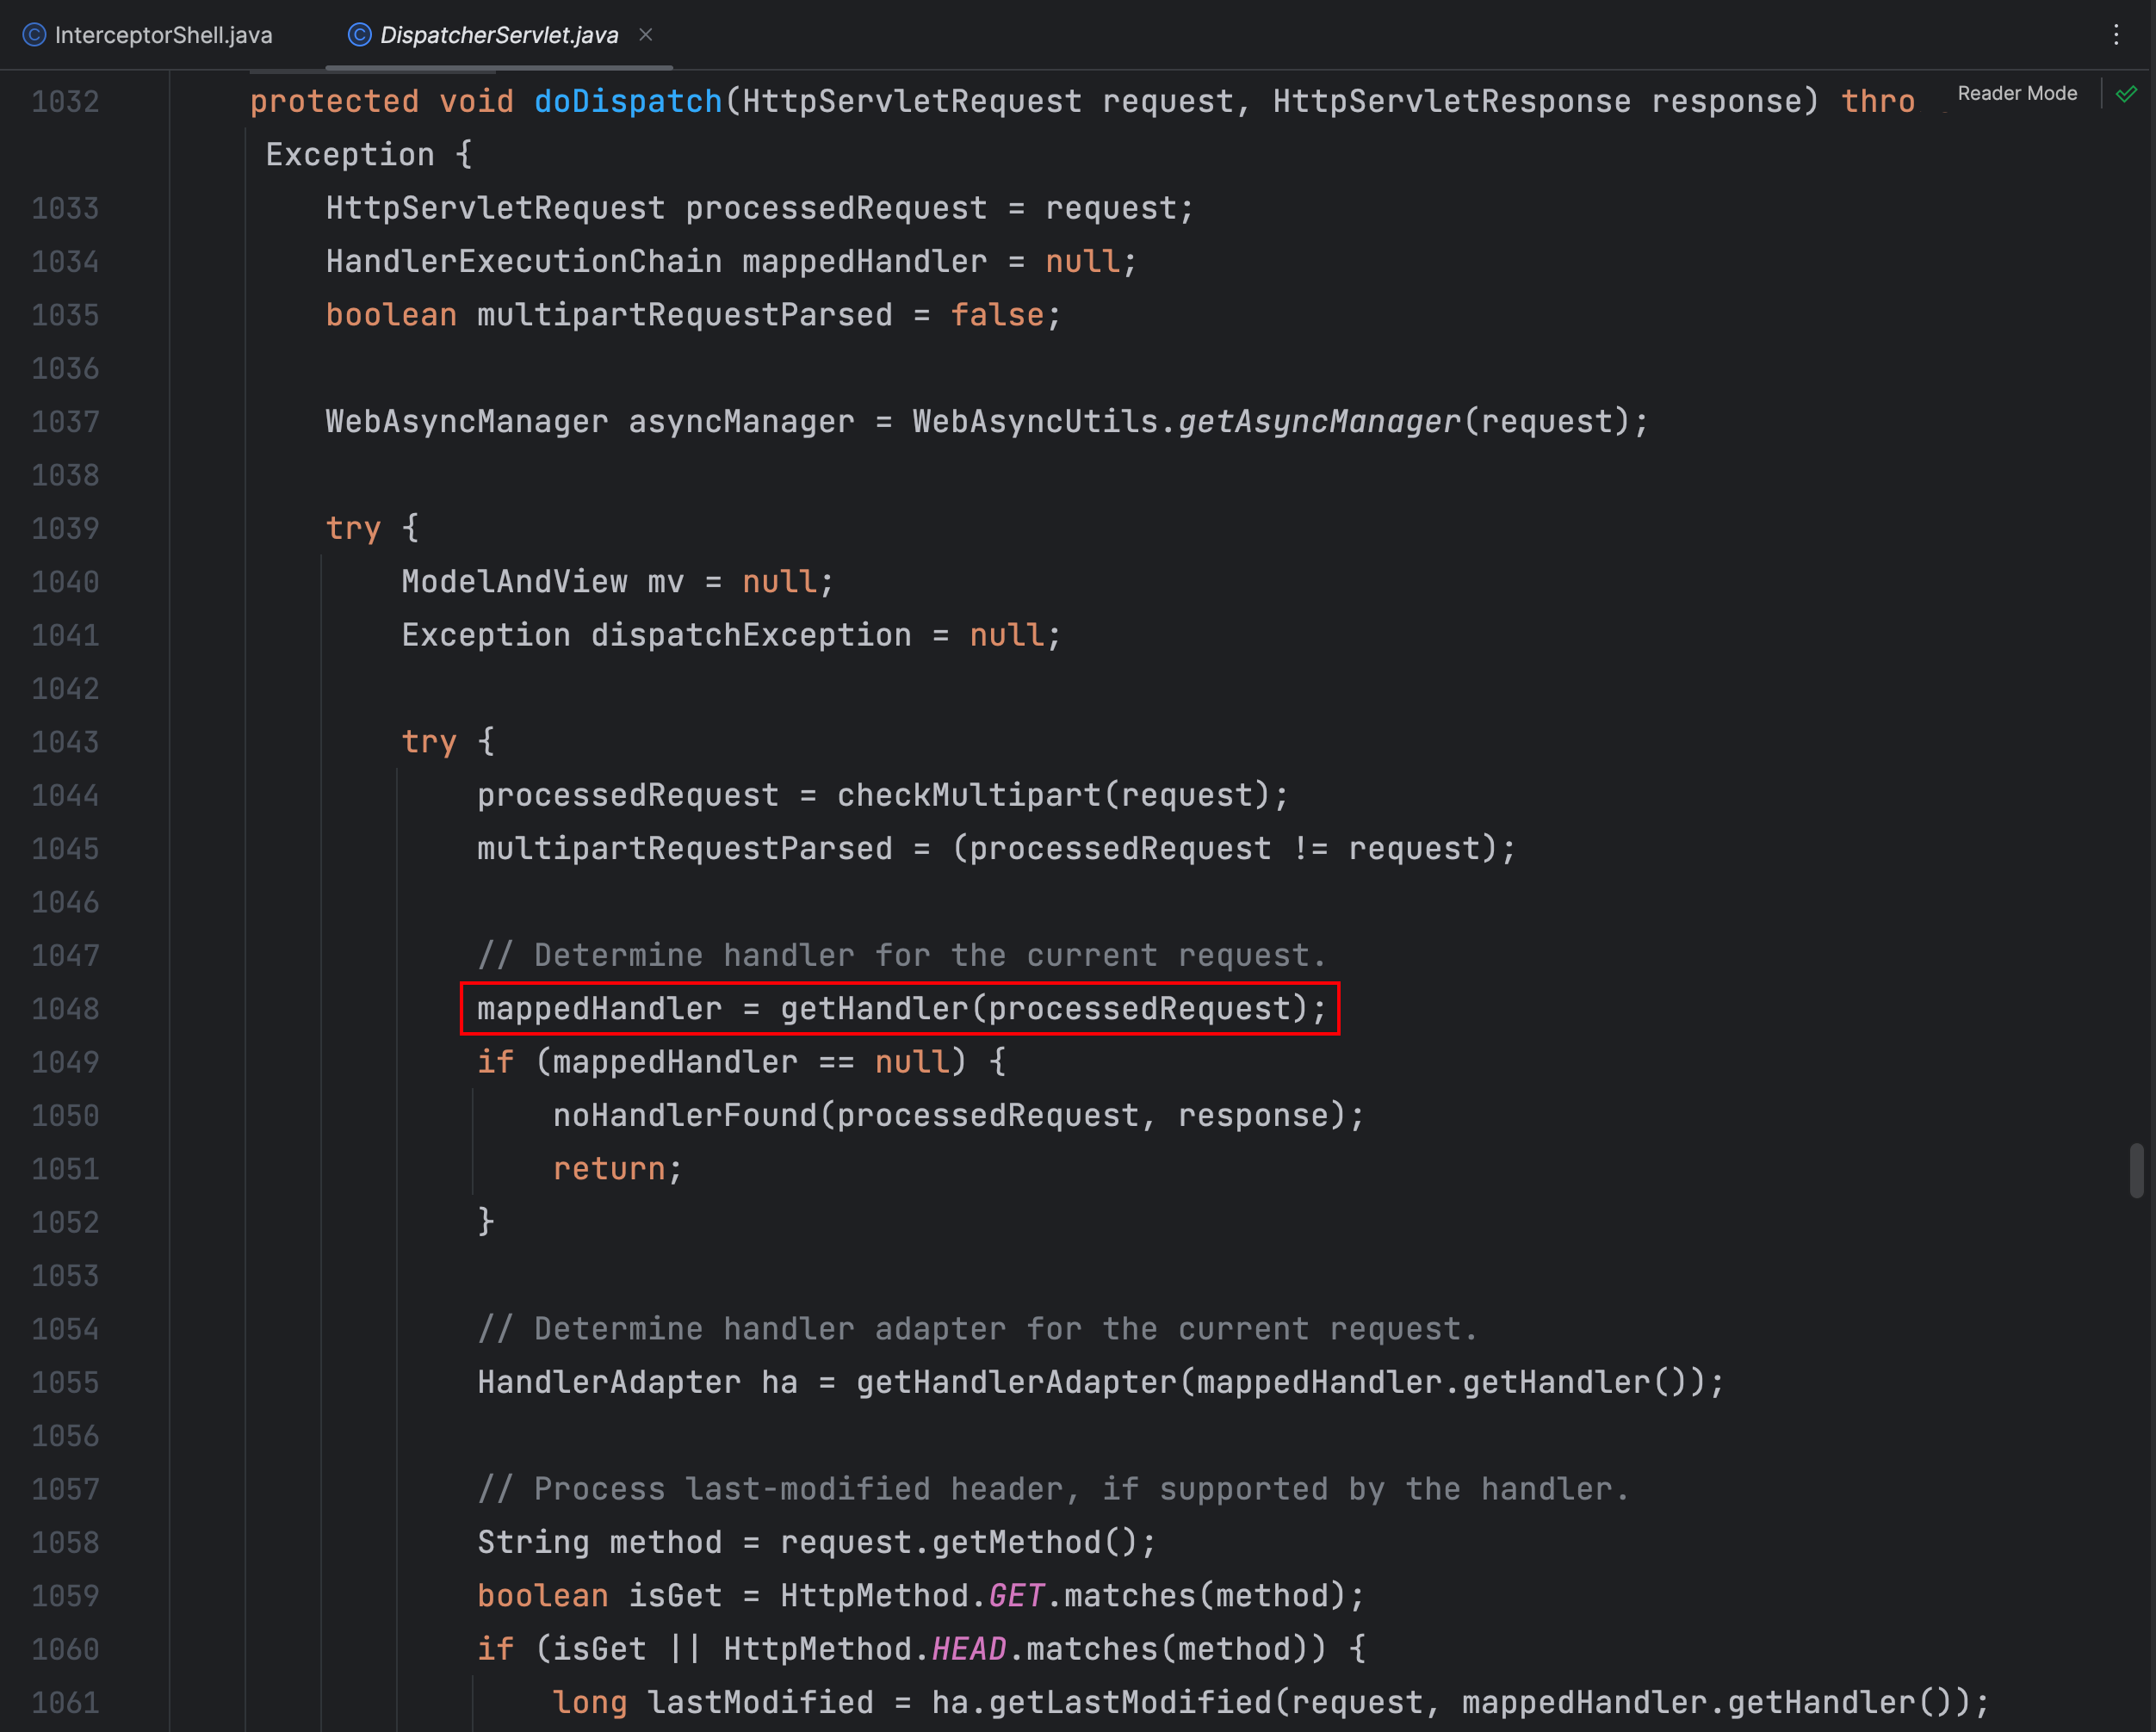 InterceptorShell.java DispatcherServlet.java
Reader Mode
1032 protected void doDispatch(HttpServletRequest request, HttpServletResponse response) thro
Exception {
1033 HttpServletRequest processedRequest = request;
1034 HandlerExecutionChain mappedHandler = null;
1035 boolean multipartRequestParsed = false;
1036
1037 WebAsyncManager asyncManager = WebAsyncUtils.getAsyncManager(request);
1038
1039 try {
1040 ModelAndView mv = null;
1041 Exception dispatchException = null;
1042
1043 try {
1044 processedRequest = checkMultipart(request);
1045 multipartRequestParsed = (processedRequest != request);
1046
1047 // Determine handler for the current request.
1048 mappedHandler = getHandler(processedRequest);
1049 if (mappedHandler == null) {
1050 noHandlerFound(processedRequest, response);
1051 return;
1052 }
1053
1054 // Determine handler adapter for the current request.
1055 HandlerAdapter ha = getHandlerAdapter(mappedHandler.getHandler());
1056
1057 // Process last-modified header, if supported by the handler.
1058 String method = request.getMethod();
1059 boolean isGet = HttpMethod.GET.matches(method);
1060 if (isGet || HttpMethod.HEAD.matches(method)) {
1061 long lastModified = ha.getLastModified(request, mappedHandler.getHandler());